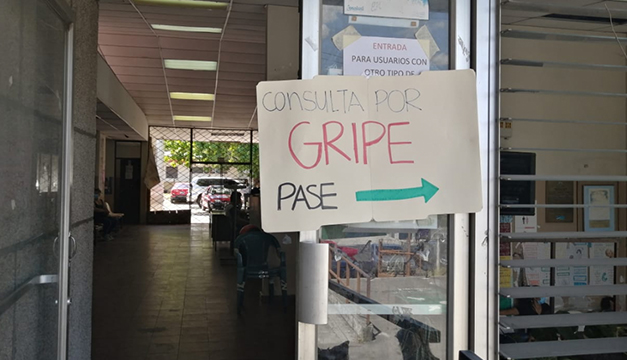 ENTRADA
PARA USUARIOS CON
OTRO TIPO DE
CONSULTA POR
GRIPE
PASE